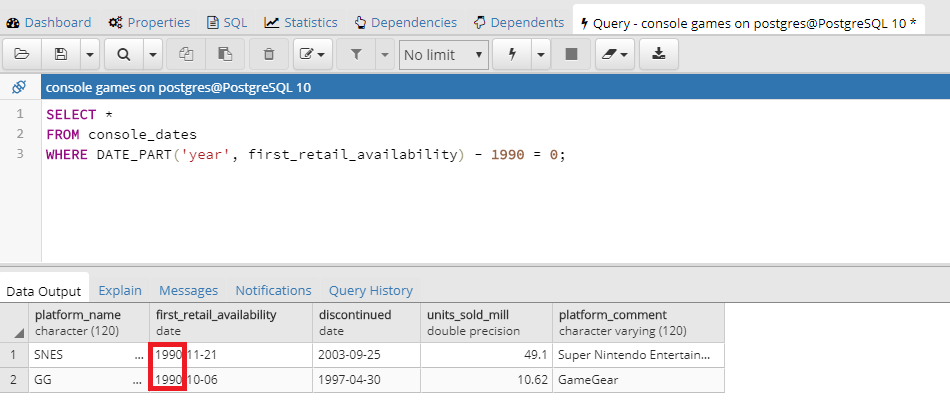 Dashboard Properties SQL Statistics Dependencies Dependents Query - console games on postgres@PostgreSQL 10 *
No limit
console games on postgres@PostgreSQL 10
1 SELECT *
2 FROM console_dates
3 WHERE DATE_PART('year', first_retail_availability) - 1990 = 0;
Data Output Explain Messages Notifications Query History
platform_name first_retail_availability discontinued units_sold_mill platform_comment
character (120) date date double precision character varying (120)
1 SNES ... 1990-11-21 2003-09-25 49.1 Super Nintendo Entertain...
2 GG ... 1990-10-06 1997-04-30 10.62 GameGear